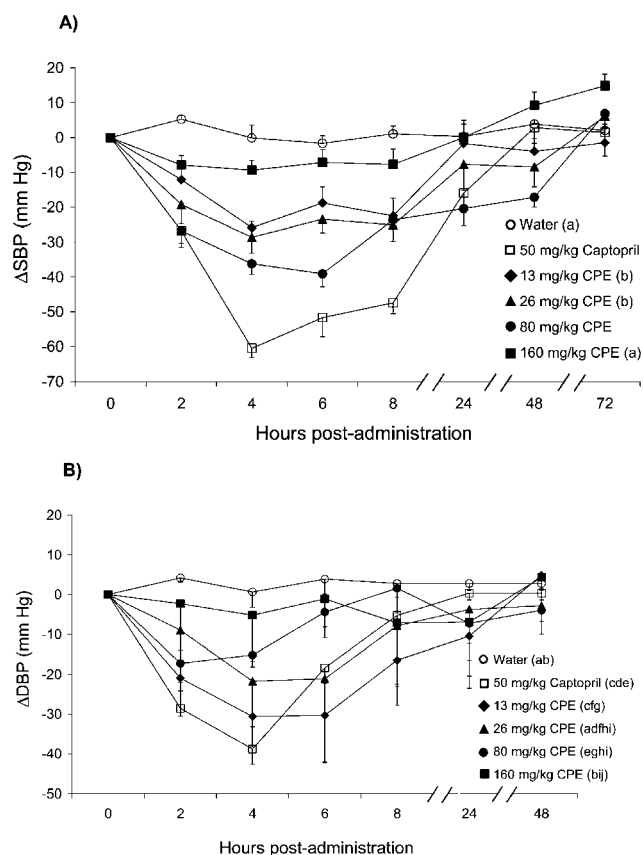 A)
20
10
0
-10
-20
-30
-40
-50
-60
-70
ΔSBP (mm Hg)
Water (a)
50 mg/kg Captopril
13 mg/kg CPE (b)
26 mg/kg CPE (b)
80 mg/kg CPE
160 mg/kg CPE (a)
0 2 4 6 8 24 48 72
Hours post-administration
B)
20
10
0
-10
-20
-30
-40
-50
ΔDBP (mm Hg)
Water (ab)
50 mg/kg Captopril (cde)
13 mg/kg CPE (cfg)
26 mg/kg CPE (adfhi)
80 mg/kg CPE (eghi)
160 mg/kg CPE (bij)
0 2 4 6 8 24 48
Hours post-administration